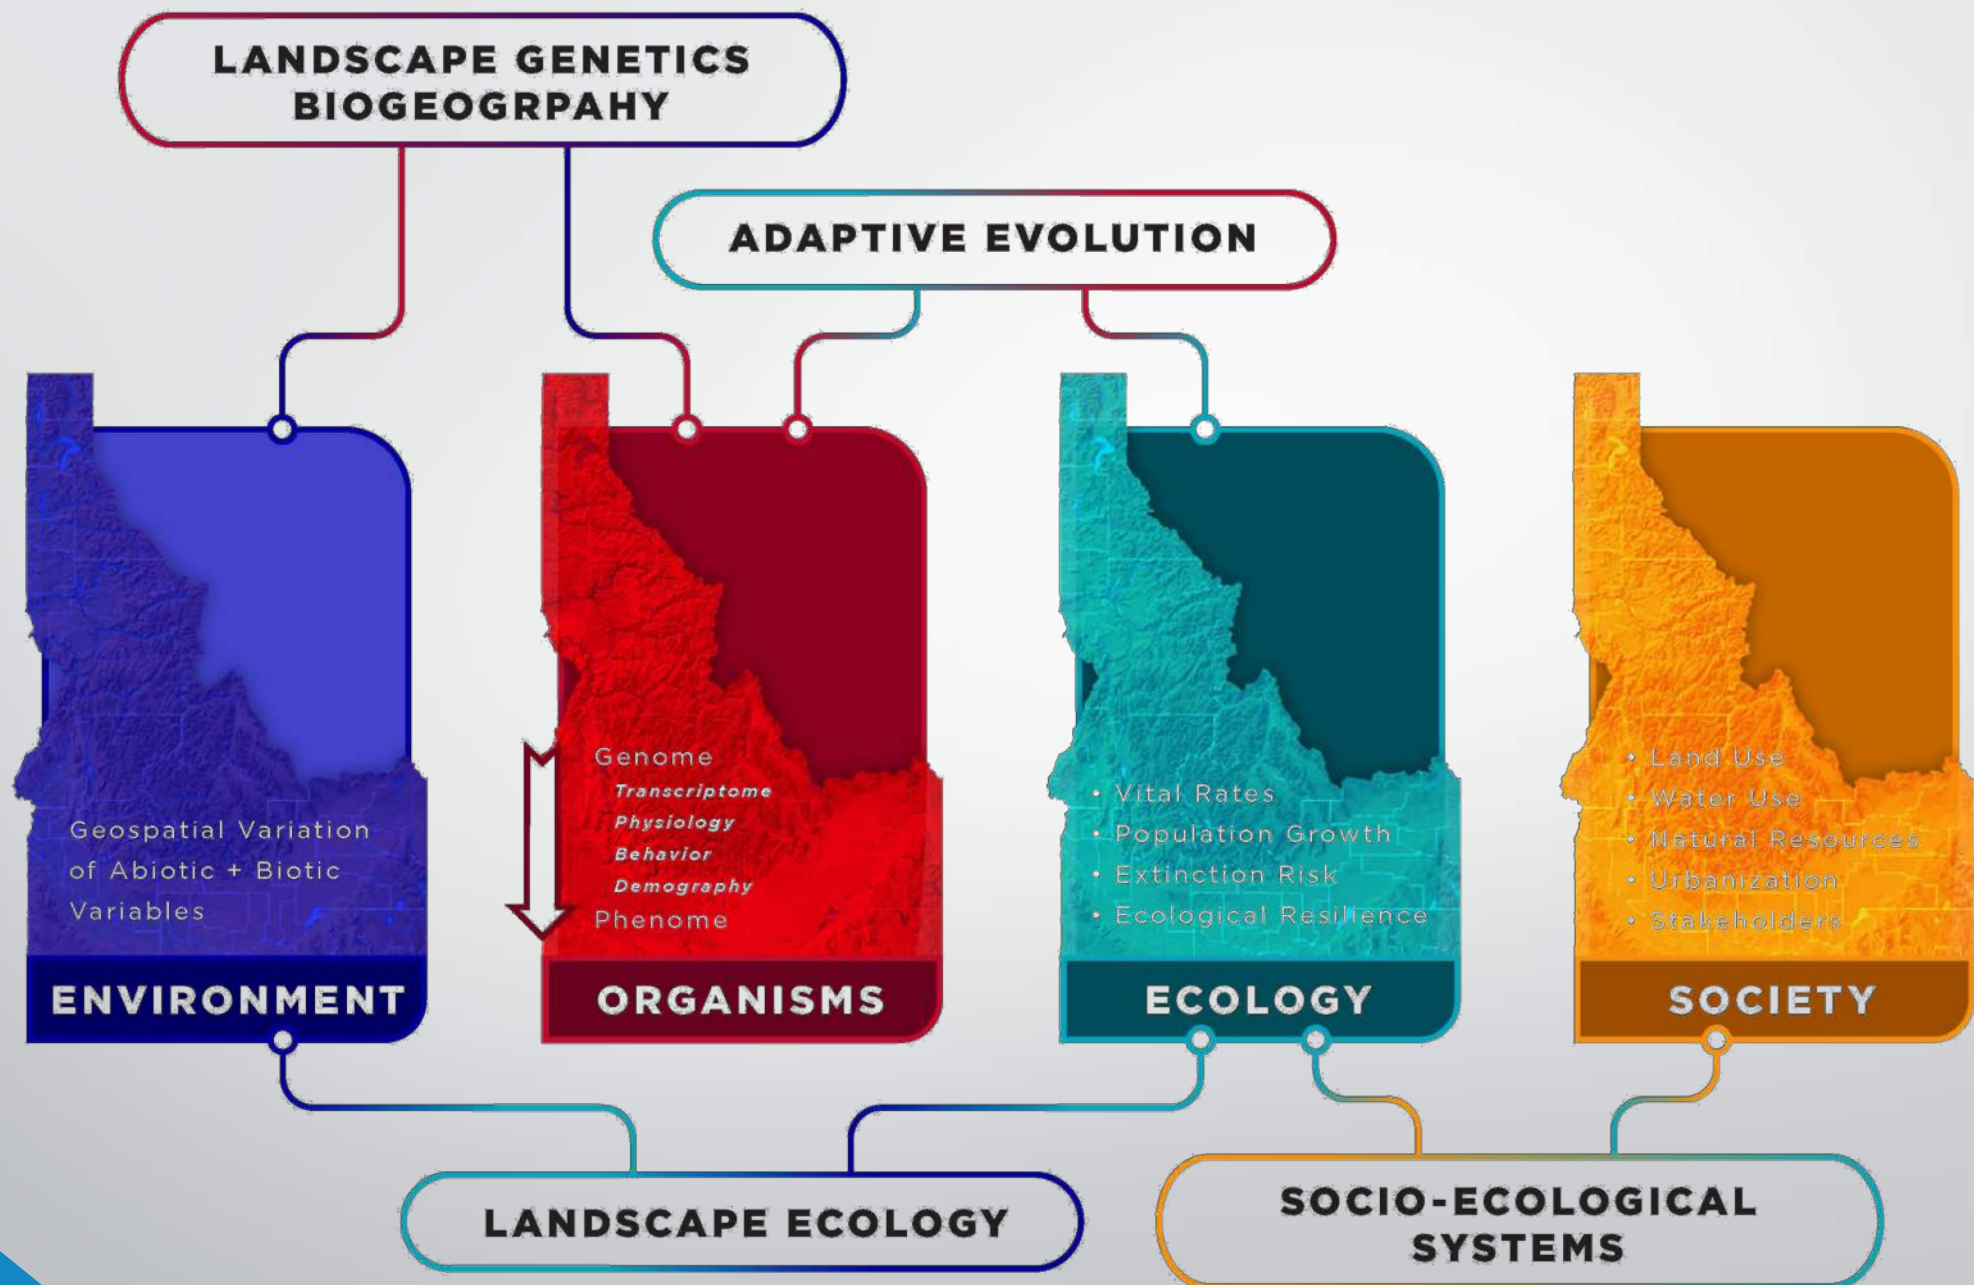 LANDSCAPE GENETICS
BIOGEOGRPAHY
ADAPTIVE EVOLUTION
Geospatial Variation
of Abiotic + Biotic
Variables
ENVIRONMENT
Genome
Transcriptome
Physiology
Behavior
Demography
Phenome
ORGANISMS
• Vital Rates
• Population Growth
• Extinction Risk
• Ecological Resilience
ECOLOGY
• Land Use
• Water Use
• Natural Resources
• Urbanization
• Stakeholders
SOCIETY
LANDSCAPE ECOLOGY
SOCIO-ECOLOGICAL
SYSTEMS